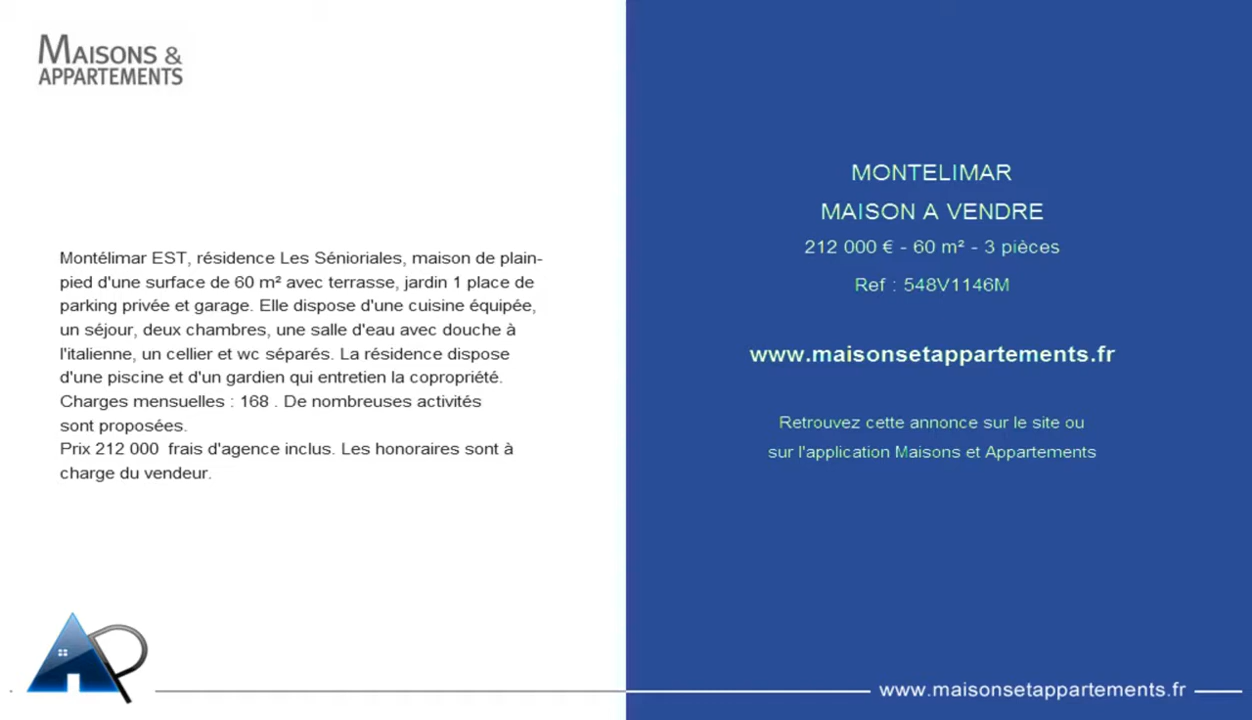 MAISONS &
APPARTEMENTS
Montélimar EST, résidence Les Sénioriales, maison de plain-
pied d'une surface de 60 m² avec terrasse, jardin 1 place de
parking privée et garage. Elle dispose d'une cuisine équipée,
un séjour, deux chambres, une salle d'eau avec douche à
l'italienne, un cellier et wc séparés. La résidence dispose
d'une piscine et d'un gardien qui entretien la copropriété.
Charges mensuelles : 168 . De nombreuses activités
sont proposées.
Prix 212 000  frais d'agence inclus. Les honoraires sont à
charge du vendeur.
MONTELIMAR
MAISON A VENDRE
212 000 € - 60 m² - 3 pièces
Ref : 548V1146M
www.maisonsetappartements.fr
Retrouvez cette annonce sur le site ou
sur l'application Maisons et Appartements
www.maisonsetappartements.fr